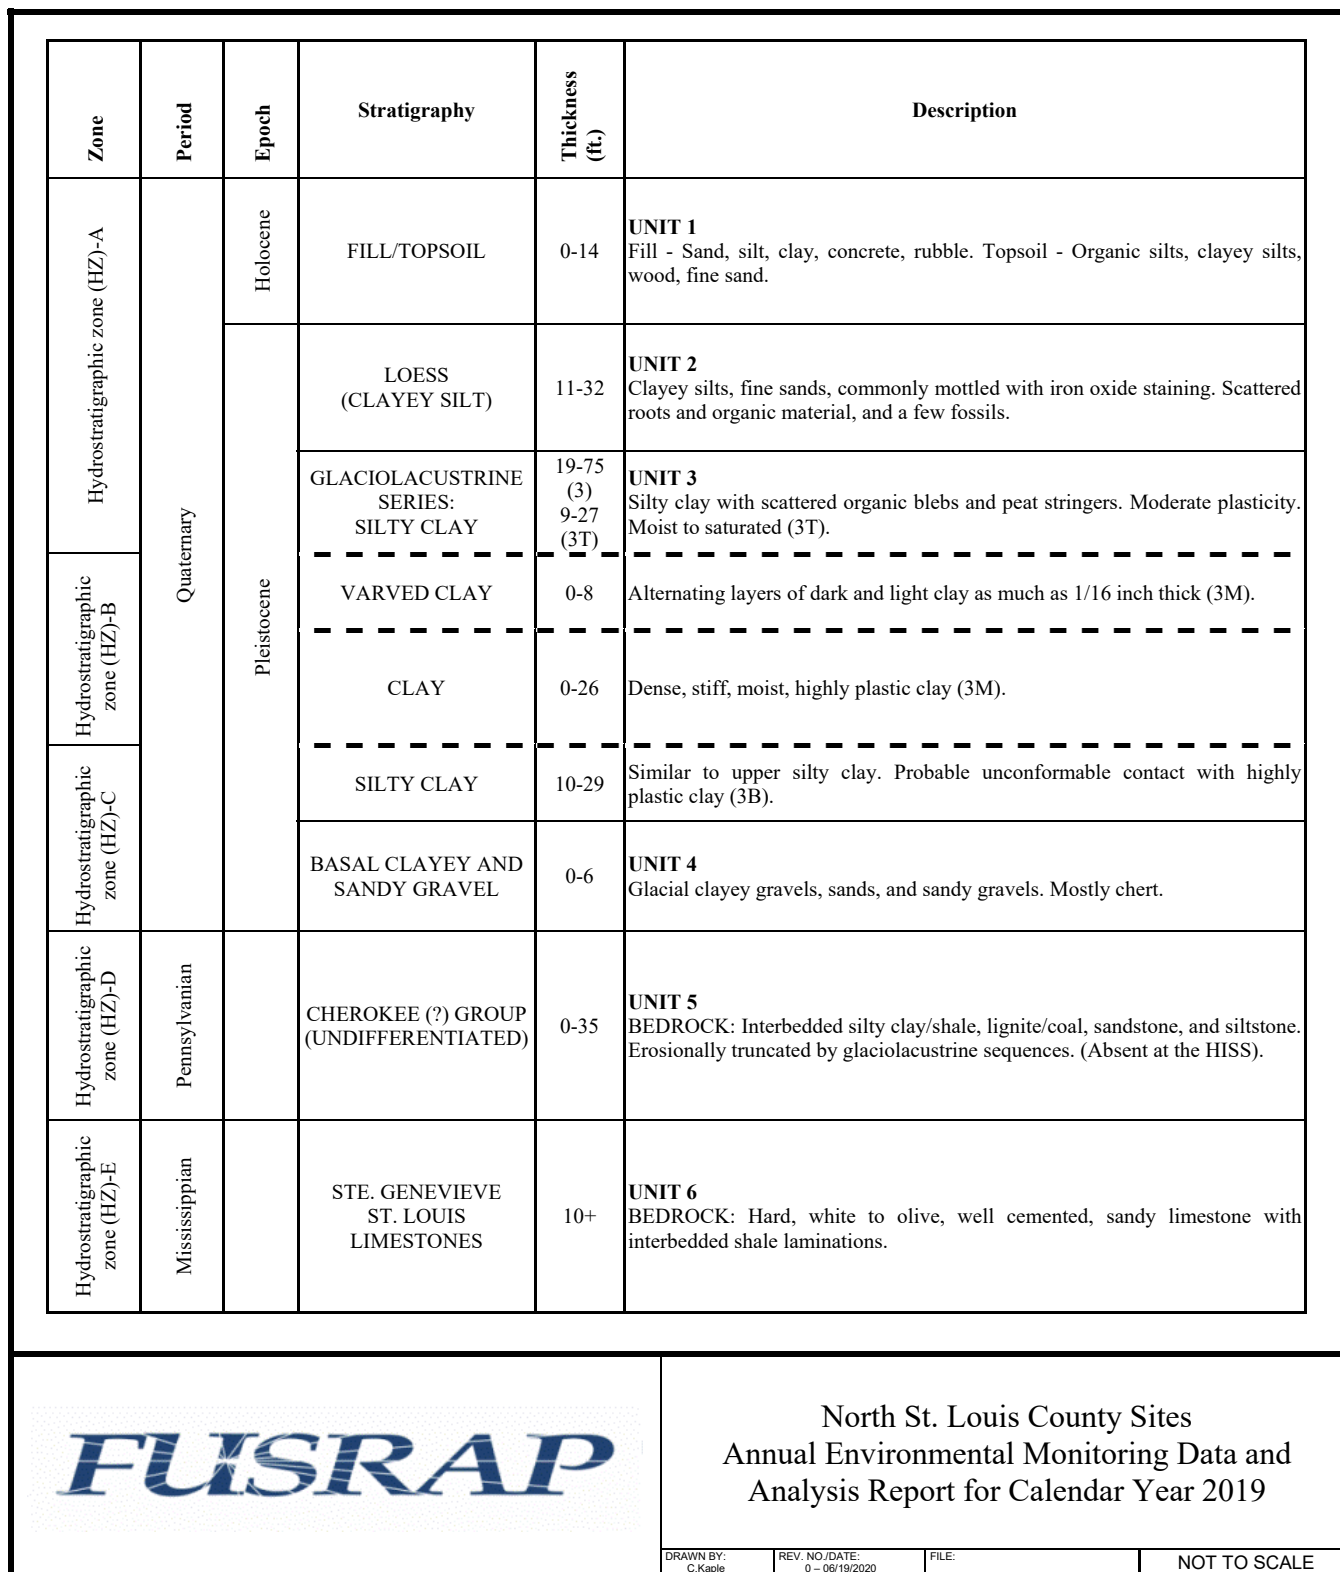 Zone
Period
Epoch
Stratigraphy
Thickness
(ft.)
Description
Hydrostratigraphic zone (HZ)-A
Quaternary
Holocene
FILL/TOPSOIL
0-14
UNIT 1
Fill - Sand, silt, clay, concrete, rubble. Topsoil - Organic silts, clayey silts,
wood, fine sand.
Pleistocene
LOESS
(CLAYEY SILT)
11-32
UNIT 2
Clayey silts, fine sands, commonly mottled with iron oxide staining. Scattered
roots and organic material, and a few fossils.
GLACIOLACUSTRINE
SERIES:
SILTY CLAY
19-75
(3)
9-27
(3T)
UNIT 3
Silty clay with scattered organic blebs and peat stringers. Moderate plasticity.
Moist to saturated (3T).
Hydrostratigraphic
zone (HZ)-B
VARVED CLAY
0-8
Alternating layers of dark and light clay as much as 1/16 inch thick (3M).
CLAY
0-26
Dense, stiff, moist, highly plastic clay (3M).
Hydrostratigraphic
zone (HZ)-C
SILTY CLAY
10-29
Similar to upper silty clay. Probable unconformable contact with highly
plastic clay (3B).
BASAL CLAYEY AND
SANDY GRAVEL
0-6
UNIT 4
Glacial clayey gravels, sands, and sandy gravels. Mostly chert.
Hydrostratigraphic
zone (HZ)-D
Pennsylvanian
CHEROKEE (?) GROUP
(UNDIFFERENTIATED)
0-35
UNIT 5
BEDROCK: Interbedded silty clay/shale, lignite/coal, sandstone, and siltstone.
Erosionally truncated by glaciolacustrine sequences. (Absent at the HISS).
Hydrostratigraphic
zone (HZ)-E
Mississippian
STE. GENEVIEVE
ST. LOUIS
LIMESTONES
10+
UNIT 6
BEDROCK: Hard, white to olive, well cemented, sandy limestone with
interbedded shale laminations.
FUSRAP
North St. Louis County Sites
Annual Environmental Monitoring Data and
Analysis Report for Calendar Year 2019
DRAWN BY:
C.Kaple
REV. NO./DATE:
0 – 06/19/2020
FILE:
NOT TO SCALE